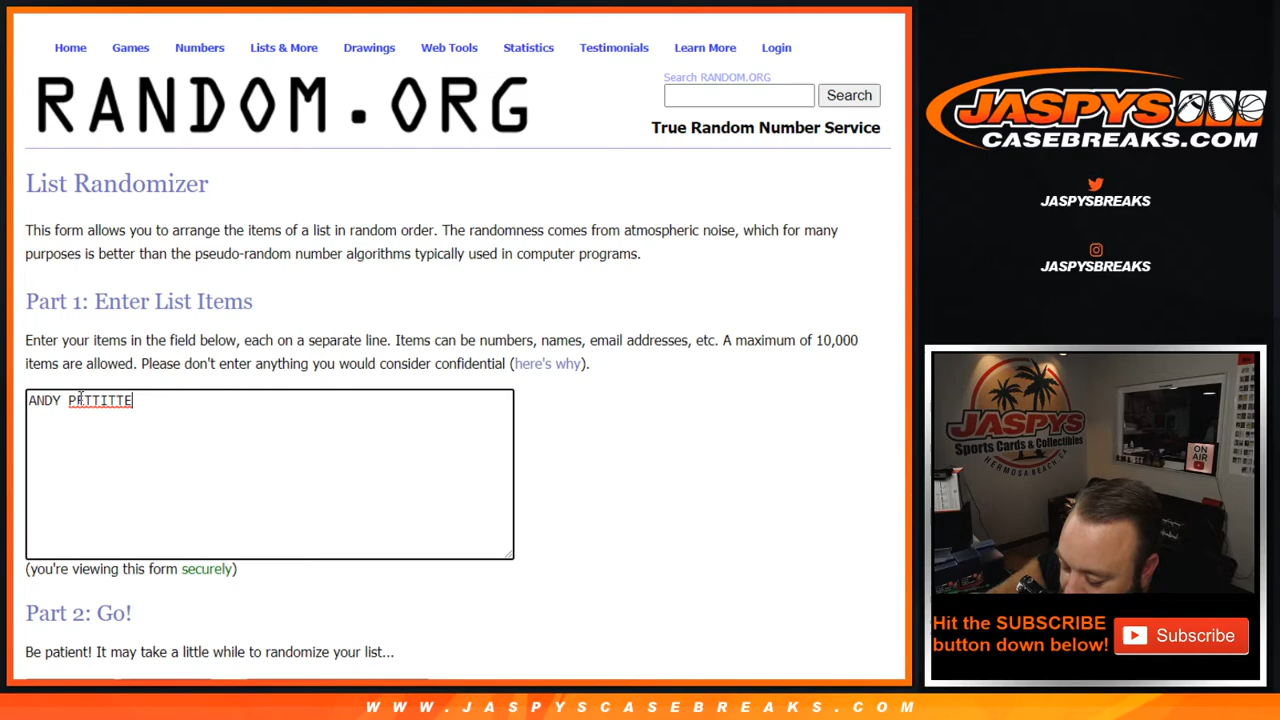 Home Games Numbers Lists & More Drawings Web Tools Statistics Testimonials Learn More Login
RANDOM.ORG
Search RANDOM.ORG
Search
True Random Number Service
List Randomizer
This form allows you to arrange the items of a list in random order. The randomness comes from atmospheric noise, which for many
purposes is better than the pseudo-random number algorithms typically used in computer programs.
Part 1: Enter List Items
Enter your items in the field below, each on a separate line. Items can be numbers, names, email addresses, etc. A maximum of 10,000
items are allowed. Please don't enter anything you would consider confidential (here's why).
ANDY PETTITTE
(you're viewing this form securely)
Part 2: Go!
Be patient! It may take a little while to randomize your list...
JASPYS
CASEBREAKS.COM
JASPYSBREAKS
JASPYSBREAKS
JASPYS
Sports Cards & Collectibles
HERMOSA BEACH, CA
ON
AIR
Hit the SUBSCRIBE
button down below!
Subscribe
WWW.JASPYSCASEBREAKS.COM